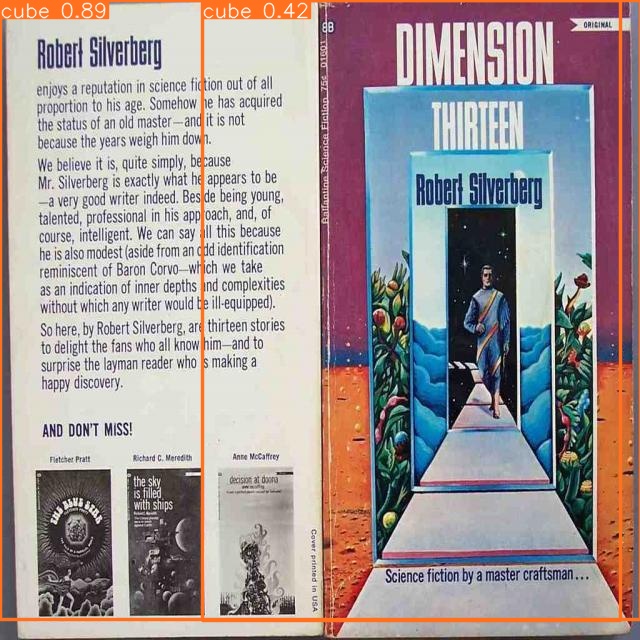 cube 0.89
cube 0.42
Robert Silverberg
enjoys a reputation in science fiction out of all
proportion to his age. Somehow he has acquired
the status of an old master—and it is not
because the years weigh him down.
We believe it is, quite simply, because
Mr. Silverberg is exactly what he appears to be
—a very good writer indeed. Beside being young,
talented, professional in his approach, and, of
course, intelligent. We can say all this because
he is also modest (aside from an odd identification
reminiscent of Baron Corvo—which we take
as an indication of inner depths and complexities
without which any writer would be ill-equipped).
So here, by Robert Silverberg, are thirteen stories
to delight the fans who all know him—and to
surprise the layman reader who is making a
happy discovery.
AND DON'T MISS!
Fletcher Pratt
Richard C. Meredith
Anne McCaffrey
the sky
is filled
with ships
decision at doona
anne mccaffrey
Cover printed in USA
BB
Ballantine Science Fiction 75¢ 01601
ORIGINAL
DIMENSION
THIRTEEN
Robert Silverberg
Science fiction by a master craftsman...